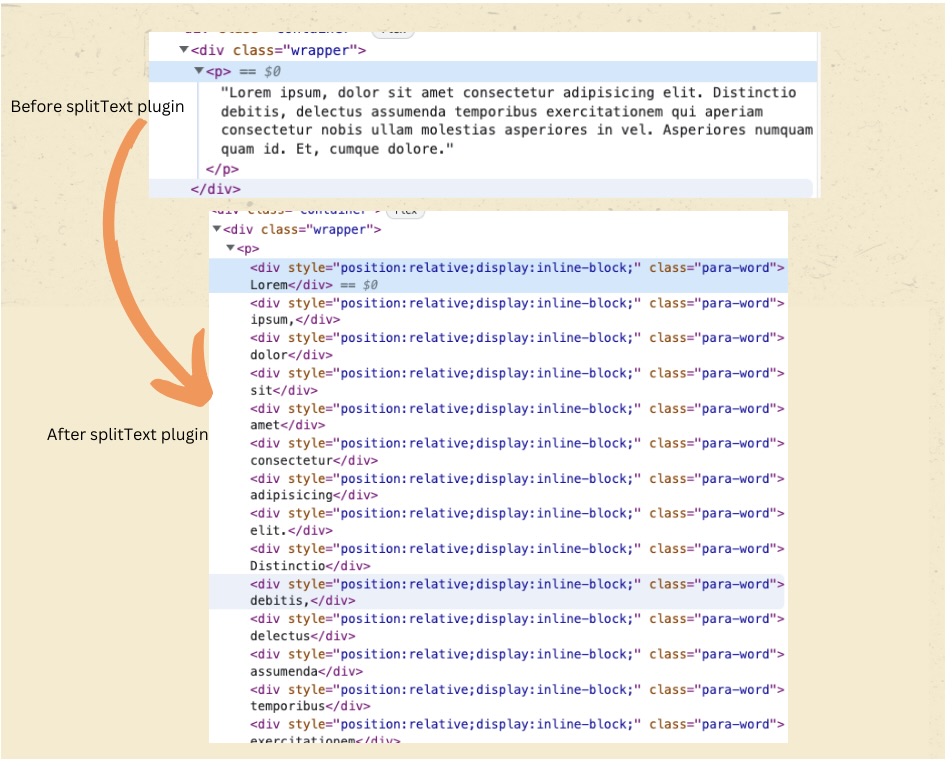 <div class="wrapper">
<p> == $0
Before splitText plugin
"Lorem ipsum, dolor sit amet consectetur adipisicing elit. Distinctio
debitis, delectus assumenda temporibus exercitationem qui aperiam
consectetur nobis ullam molestias asperiores in vel. Asperiores numquam
quam id. Et, cumque dolore."
</p>
</div>
<div class="wrapper">
<p>
<div style="position:relative;display:inline-block;" class="para-word">
Lorem</div> == $0
<div style="position:relative;display:inline-block;" class="para-word">
ipsum,</div>
<div style="position:relative;display:inline-block;" class="para-word">
dolor</div>
<div style="position:relative;display:inline-block;" class="para-word">
sit</div>
<div style="position:relative;display:inline-block;" class="para-word">
amet</div>
After splitText plugin
<div style="position:relative;display:inline-block;" class="para-word">
consectetur</div>
<div style="position:relative;display:inline-block;" class="para-word">
adipisicing</div>
<div style="position:relative;display:inline-block;" class="para-word">
elit.</div>
<div style="position:relative;display:inline-block;" class="para-word">
Distinctio</div>
<div style="position:relative;display:inline-block;" class="para-word">
debitis,</div>
<div style="position:relative;display:inline-block;" class="para-word">
delectus</div>
<div style="position:relative;display:inline-block;" class="para-word">
assumenda</div>
<div style="position:relative;display:inline-block;" class="para-word">
temporibus</div>
<div style="position:relative;display:inline-block;" class="para-word">
exercitationem</div>